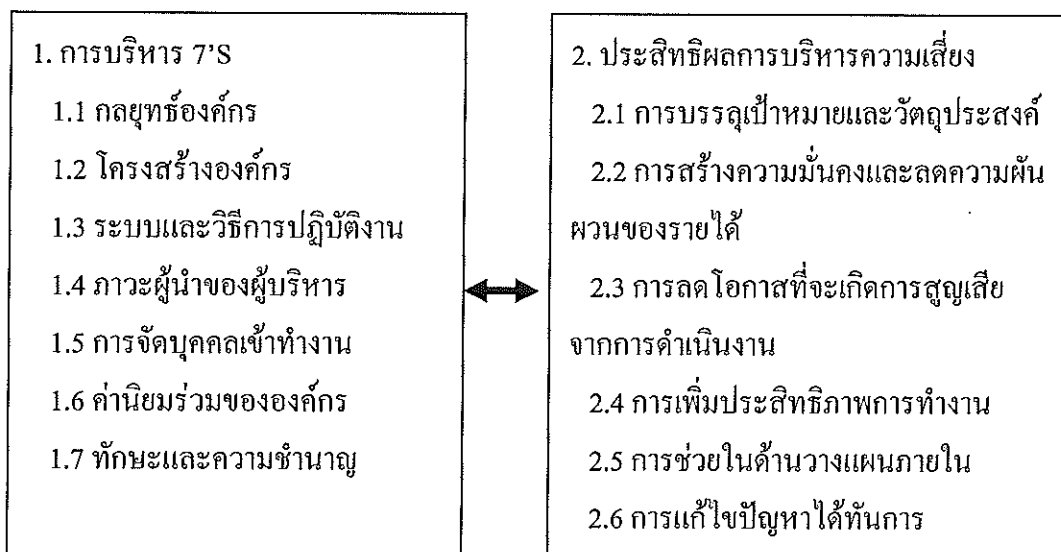 1. การบริหาร 7'S
1.1 กลยุทธ์องค์กร
1.2 โครงสร้างองค์กร
1.3 ระบบและวิธีการปฏิบัติงาน
1.4 ภาวะผู้นำของผู้บริหาร
1.5 การจัดบุคคลเข้าทำงาน
1.6 ค่านิยมร่วมขององค์กร
1.7 ทักษะและความชำนาญ
2. ประสิทธิผลการบริหารความเสี่ยง
2.1 การบรรลุเป้าหมายและวัตถุประสงค์
2.2 การสร้างความมั่นคงและลดความผัน
ผวนของรายได้
2.3 การลดโอกาสที่จะเกิดการสูญเสีย
จากการดำเนินงาน
2.4 การเพิ่มประสิทธิภาพการทำงาน
2.5 การช่วยในด้านวางแผนภายใน
2.6 การแก้ไขปัญหาได้ทันการ